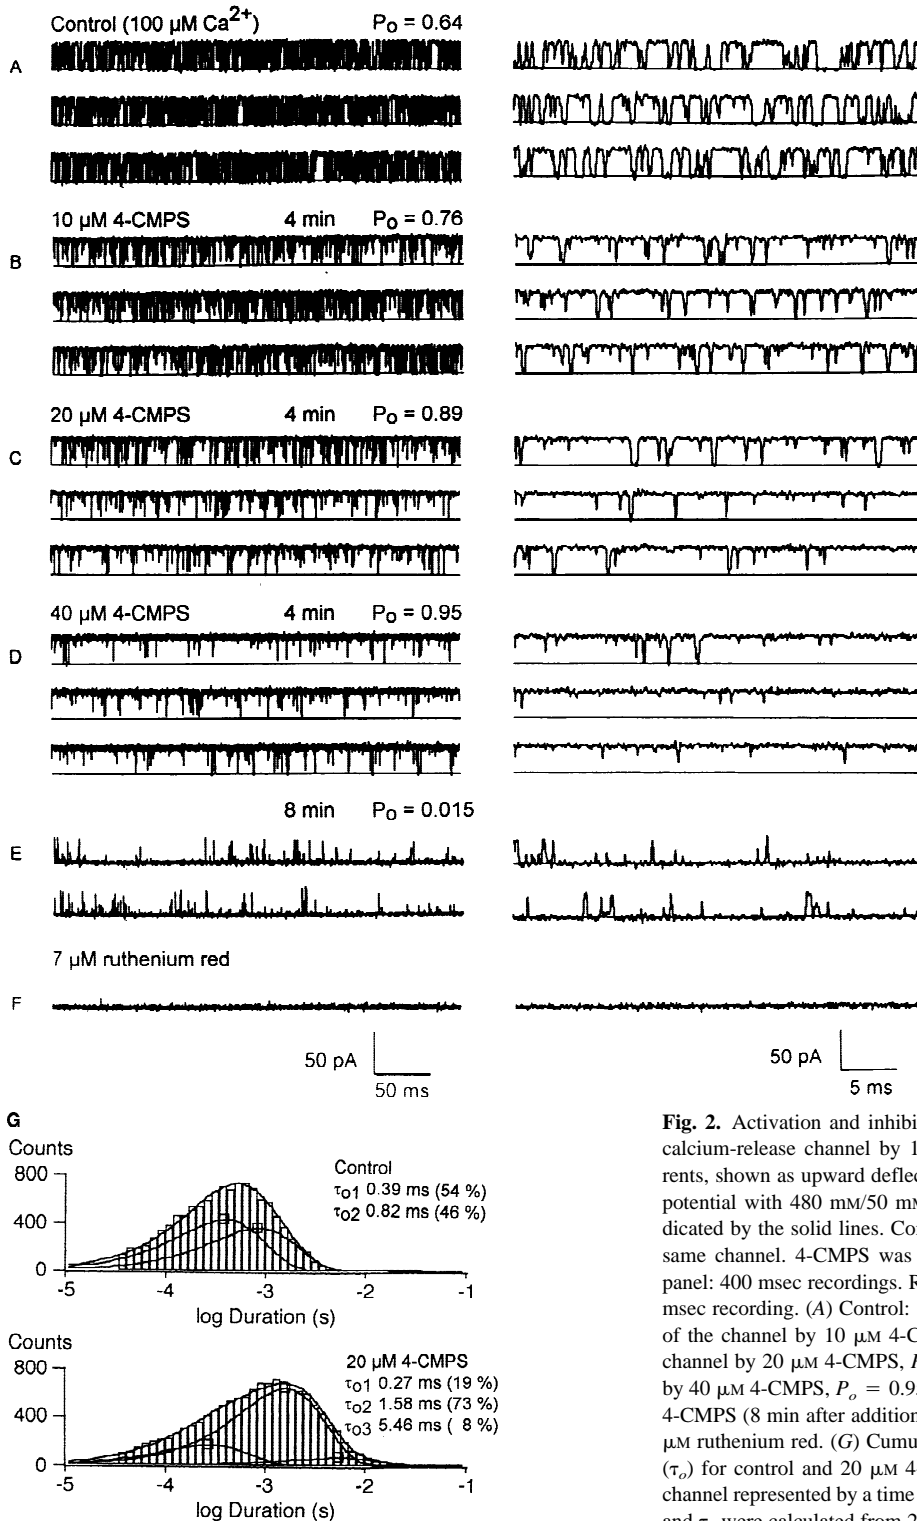 Control (100 µM Ca2+) Po = 0.64
A
10 µM 4-CMPS 4 min Po = 0.76
B
20 µM 4-CMPS 4 min Po = 0.89
C
40 µM 4-CMPS 4 min Po = 0.95
D
8 min Po = 0.015
E
7 µM ruthenium red
F
50 pA
50 ms
50 pA
5 ms
G
Counts
800
400
0
Control
τo1 0.39 ms (54 %)
τo2 0.82 ms (46 %)
-5 -4 -3 -2 -1
log Duration (s)
Counts
800
400
0
20 µM 4-CMPS
τo1 0.27 ms (19 %)
τo2 1.58 ms (73 %)
τo3 5.46 ms ( 8 %)
-5 -4 -3 -2 -1
log Duration (s)
Fig. 2. Activation and inhibi
calcium-release channel by 1
rents, shown as upward deflec
potential with 480 mM/50 mM
dicated by the solid lines. Con
same channel. 4-CMPS was
panel: 400 msec recordings. R
msec recording. (A) Control:
of the channel by 10 µM 4-C
channel by 20 µM 4-CMPS, P
by 40 µM 4-CMPS, Po = 0.9
4-CMPS (8 min after addition
µM ruthenium red. (G) Cumu
(τo) for control and 20 µM 4
channel represented by a time
were calculated from 2